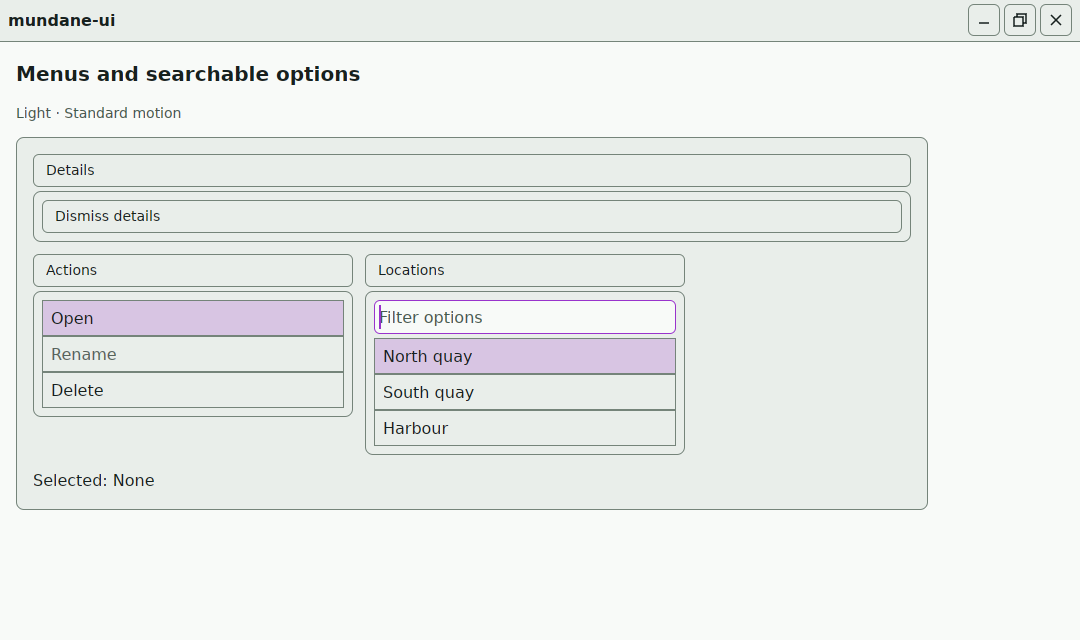 mundane-ui
Menus and searchable options
Light · Standard motion
Details
Dismiss details
Actions
Open
Rename
Delete
Locations
Filter options
North quay
South quay
Harbour
Selected: None